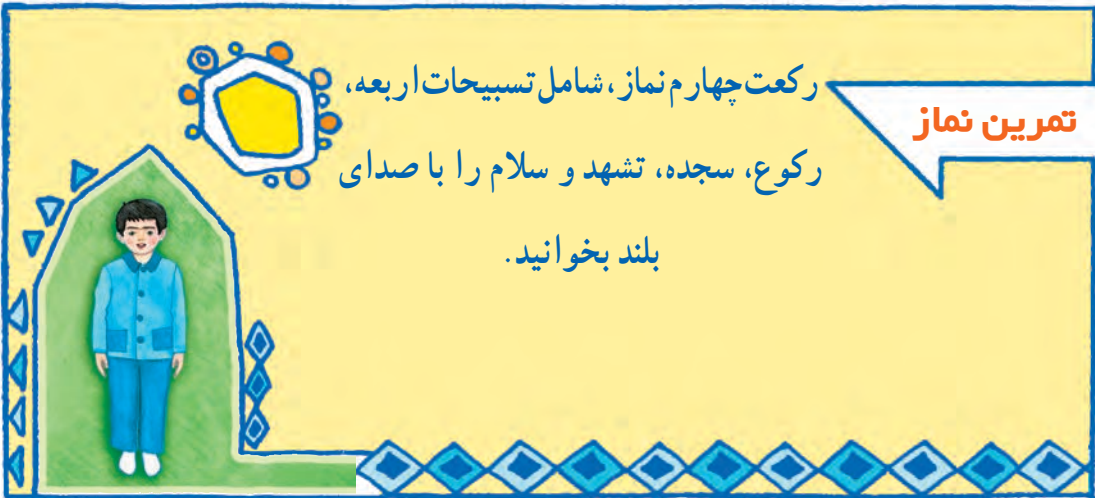 تمرین نماز
رکعت چهارم نماز، شامل تسبیحات اربعه،
رکوع، سجده، تشهد و سلام را با صدای
بلند بخوانید.